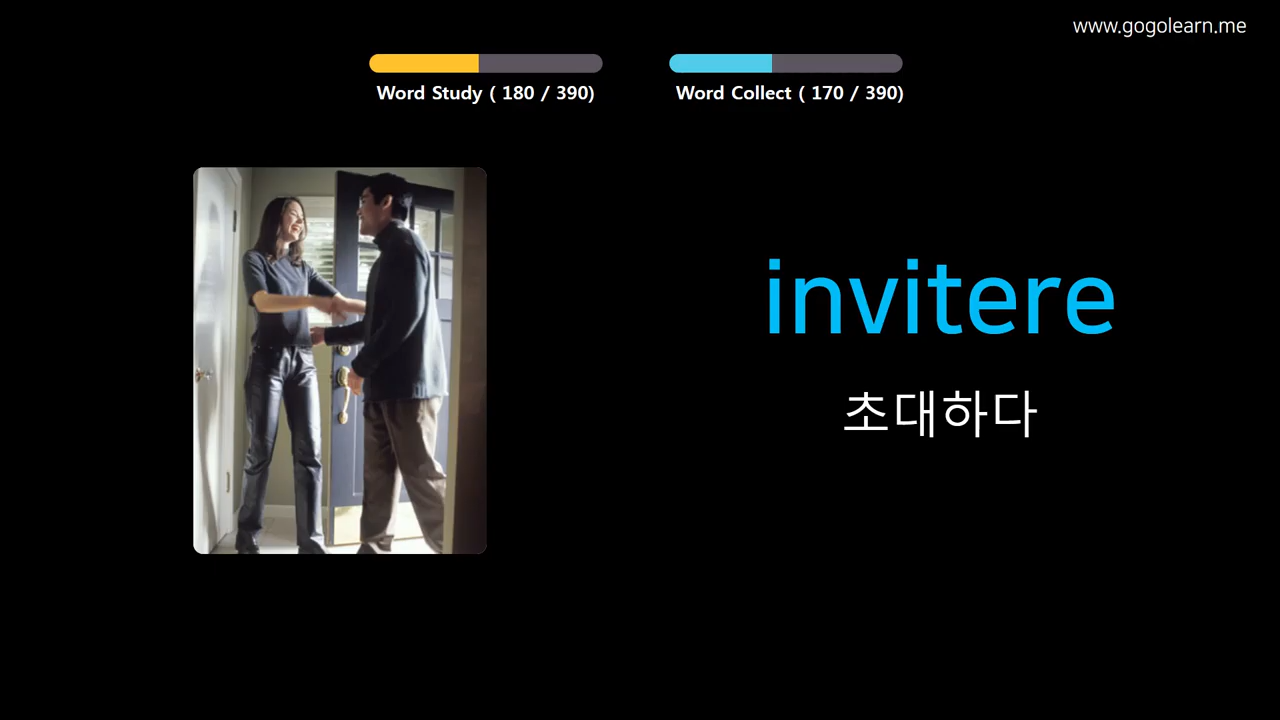 www.gogolearn.me
Word Study ( 180 / 390)
Word Collect ( 170 / 390)
invitere
초대하다